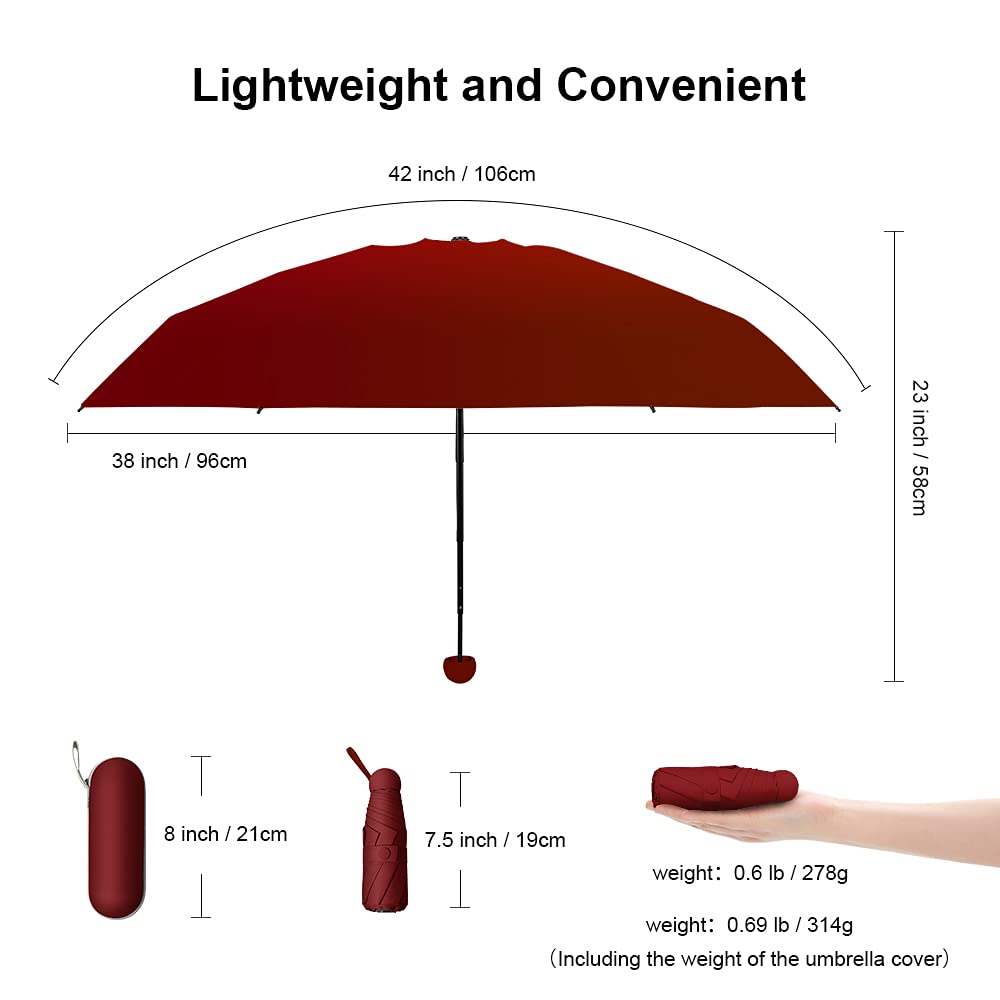 Lightweight and Convenient
42 inch / 106cm
23 inch / 58cm
38 inch / 96cm
8 inch / 21cm
7.5 inch / 19cm
weight：0.6 lb / 278g
weight：0.69 lb / 314g
（Including the weight of the umbrella cover）